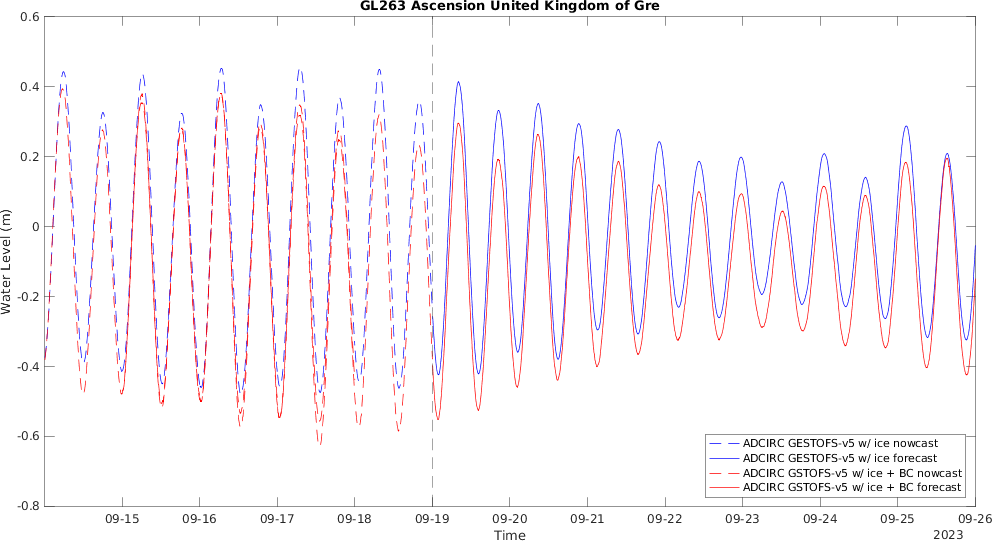 GL263 Ascension United Kingdom of Gre
0.6
0.4
0.2
0
-0.2
-0.4
-0.6
-0.8
Water Level (m)
ADCIRC GESTOFS-v5 w/ ice nowcast
ADCIRC GESTOFS-v5 w/ ice forecast
ADCIRC GSTOFS-v5 w/ ice + BC nowcast
ADCIRC GSTOFS-v5 w/ ice + BC forecast
09-15 09-16 09-17 09-18 09-19 09-20 09-21 09-22 09-23 09-24 09-25 09-26
Time
2023